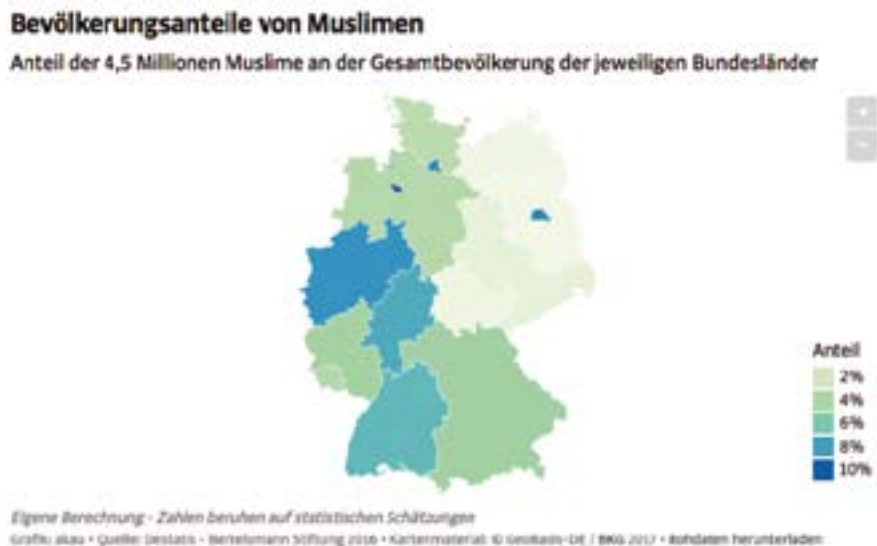 Bevölkerungsanteile von Muslimen
Anteil der 4,5 Millionen Muslime an der Gesamtbevölkerung der jeweiligen Bundesländer
+
−
Anteil
2%
4%
6%
8%
10%
Eigene Berechnung - Zahlen beruhen auf statistischen Schätzungen
Grafik: akau • Quelle: Destatis - Bertelsmann Stiftung 2016 • Kartenmaterial: © GeoBasis-DE / BKG 2017 • Rohdaten herunterladen